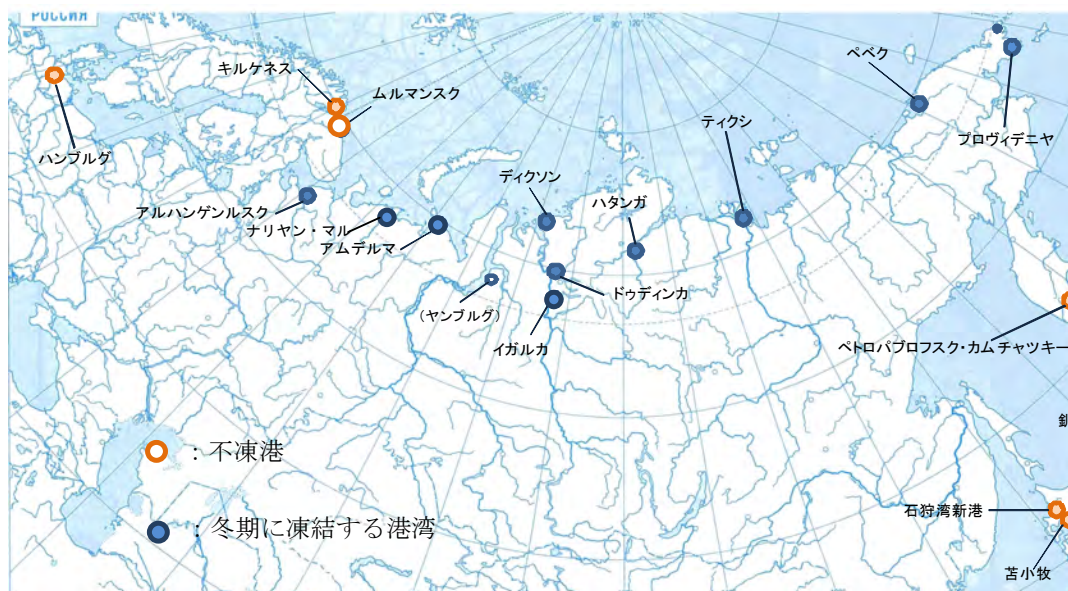 РОССИЯ
キルケネス
ムルマンスク
ペベク
ティクシ
ハンブルグ
プロヴィデニヤ
ディクソン
ハタンガ
アルハンゲンルスク
ナリヤン・マル
アムデルマ
ドゥディンカ
(ヤンブルグ)
イガルカ
ペトロパブロフスク・カムチャツキー
:不凍港
石狩湾新港
:冬期に凍結する港湾
苫小牧